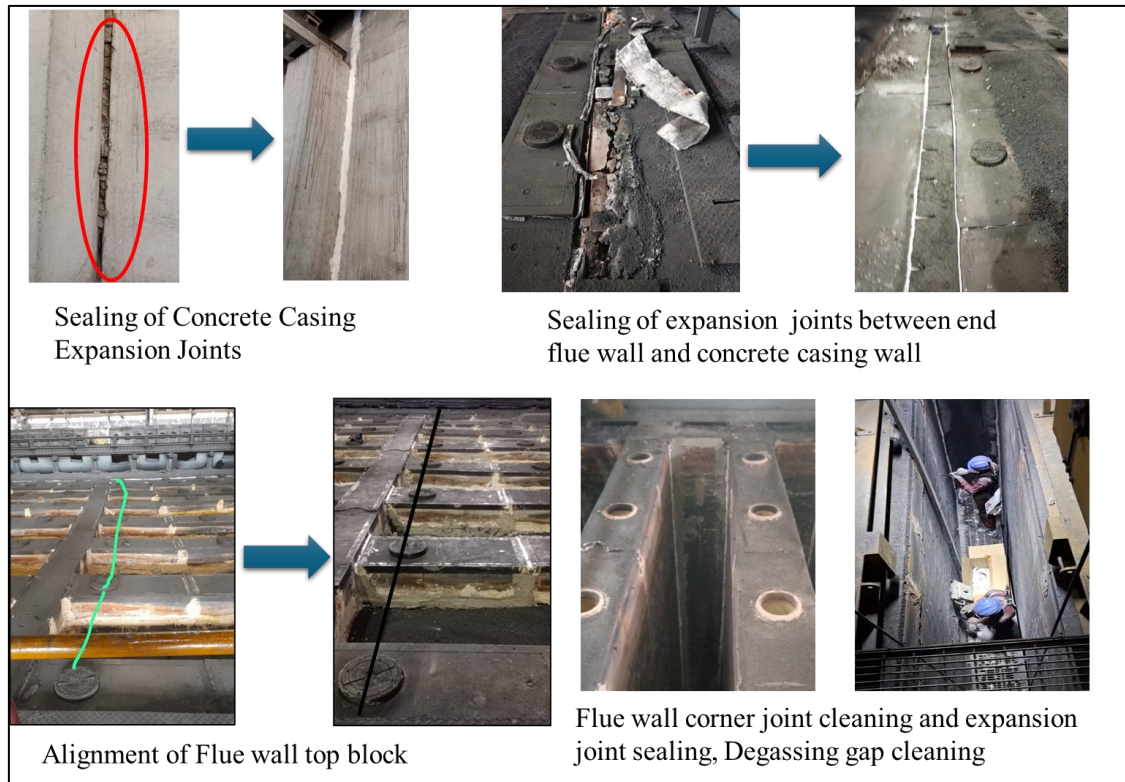 Sealing of Concrete Casing
Expansion Joints
Sealing of expansion joints between end
flue wall and concrete casing wall
Alignment of Flue wall top block
Flue wall corner joint cleaning and expansion
joint sealing, Degassing gap cleaning